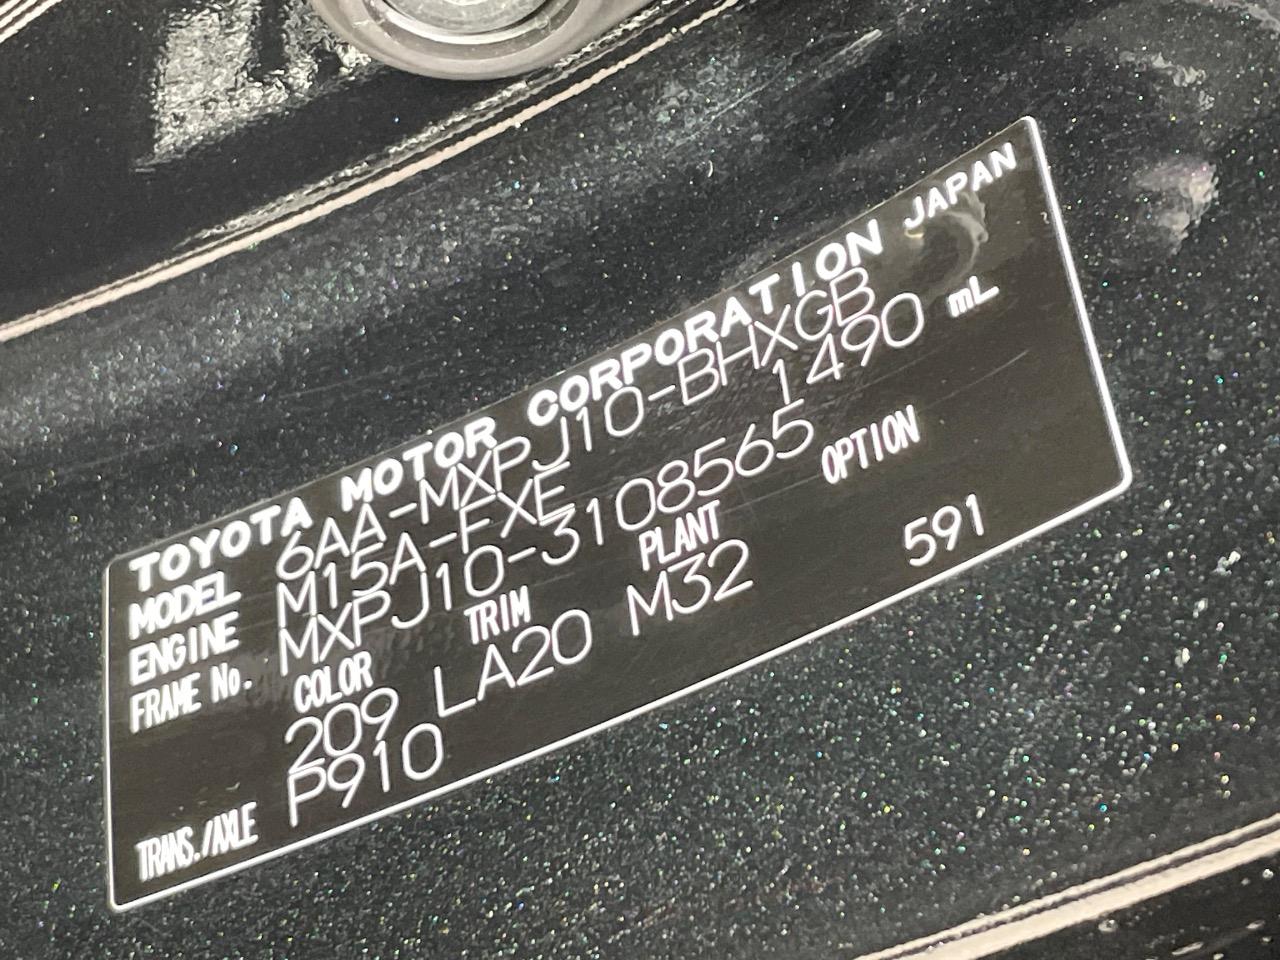 TOYOTA MOTOR CORPORATION JAPAN
MODEL 6AA-MXPJ10-BHXGB
ENGINE M15A-FXE 1490 mL
FRAME No. MXPJ10-3108565
COLOR TRIM PLANT OPTION
209 LA20 M32 591
TRANS./AXLE P910